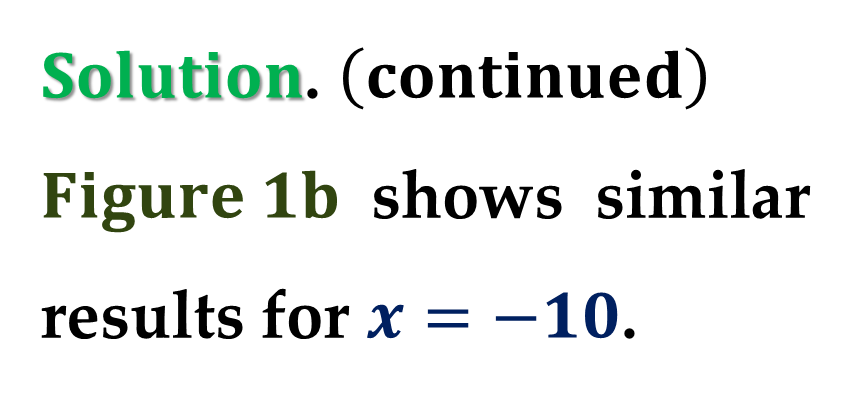 Solution. (continued)
Figure 1b shows similar
results for x = −10.